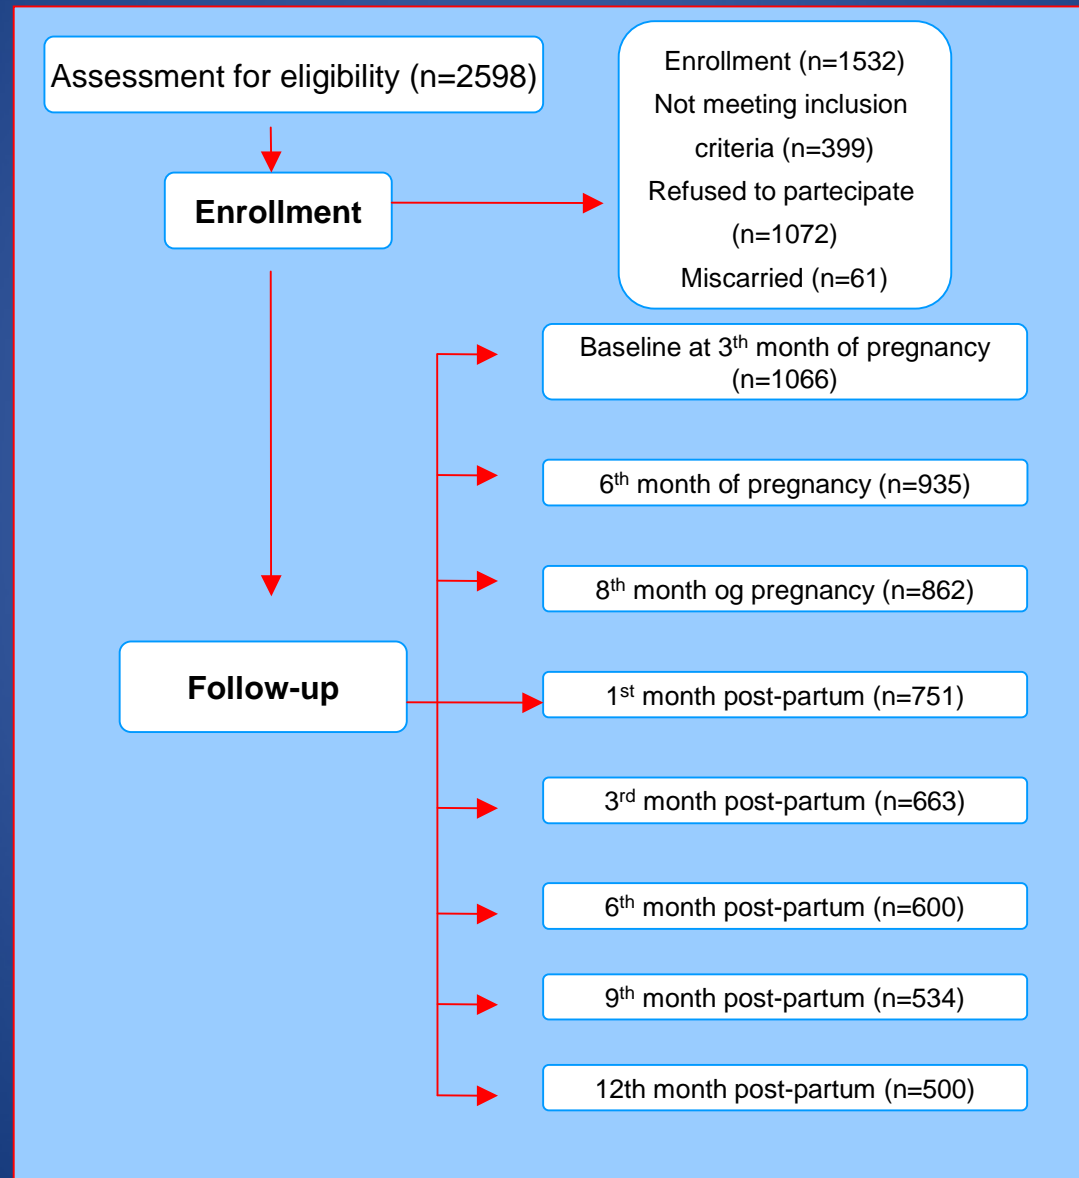 Assessment for eligibility (n=2598)
Enrollment (n=1532)
Not meeting inclusion
criteria (n=399)
Refused to partecipate
(n=1072)
Miscarried (n=61)
Enrollment
Baseline at 3th month of pregnancy
(n=1066)
6th month of pregnancy (n=935)
8th month og pregnancy (n=862)
Follow-up
1st month post-partum (n=751)
3rd month post-partum (n=663)
6th month post-partum (n=600)
9th month post-partum (n=534)
12th month post-partum (n=500)